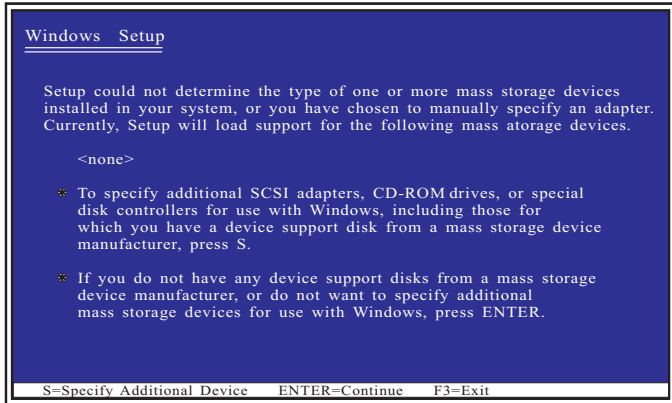 Windows Setup
Setup could not determine the type of one or more mass storage devices
installed in your system, or you have chosen to manually specify an adapter.
Currently, Setup will load support for the following mass atorage devices.
<none>
* To specify additional SCSI adapters, CD-ROM drives, or special
disk controllers for use with Windows, including those for
which you have a device support disk from a mass storage device
manufacturer, press S.
* If you do not have any device support disks from a mass storage
device manufacturer, or do not want to specify additional
mass storage devices for use with Windows, press ENTER.
S=Specify Additional Device ENTER=Continue F3=Exit